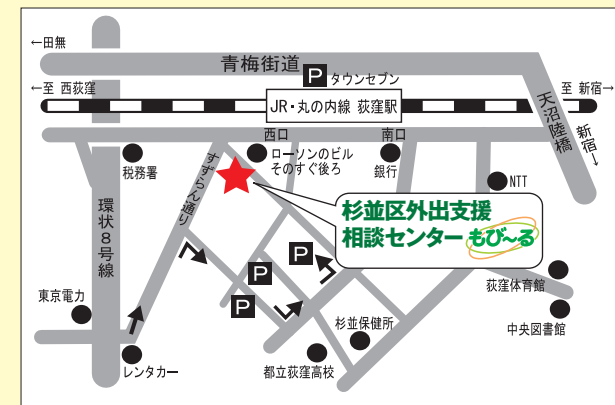 ←田無
青梅街道
P タウンセブン
←至 西荻窪
至 新宿→
JR・丸の内線 荻窪駅
天沼陸橋
新宿→
西口
南口
税務署
すずらん通り
ローソンのビル
そのすぐ後ろ
銀行
NTT
環状8号線
杉並区外出支援
相談センター もび〜る
P
P
P
荻窪体育館
東京電力
中央図書館
杉並保健所
レンタカー
都立荻窪高校